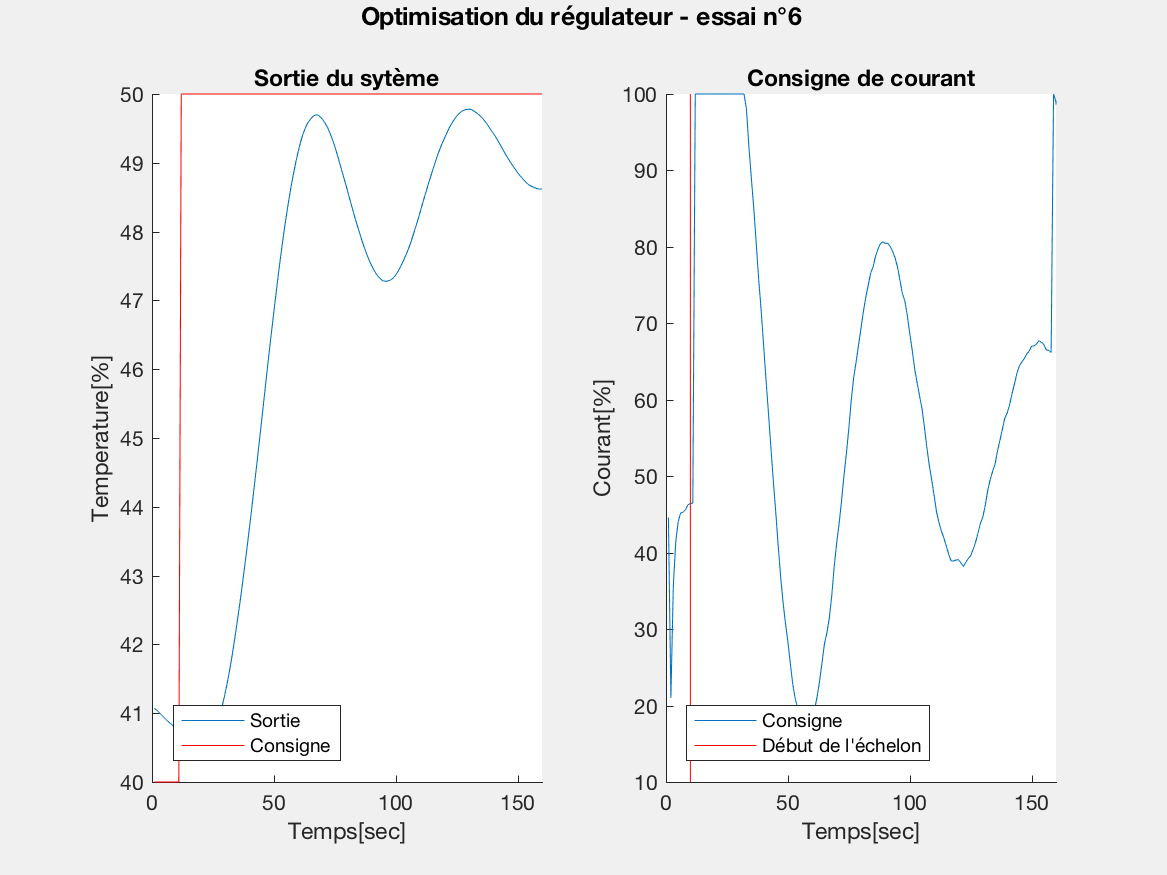 Optimisation du régulateur - essai n°6
Sortie du sytème
50
49
48
47
46
45
44
43
42
41
40
Temperature[%]
0
50
100
150
Temps[sec]
Sortie
Consigne
Consigne de courant
100
90
80
70
60
50
40
30
20
10
Courant[%]
0
50
100
150
Temps[sec]
Consigne
Début de l'échelon